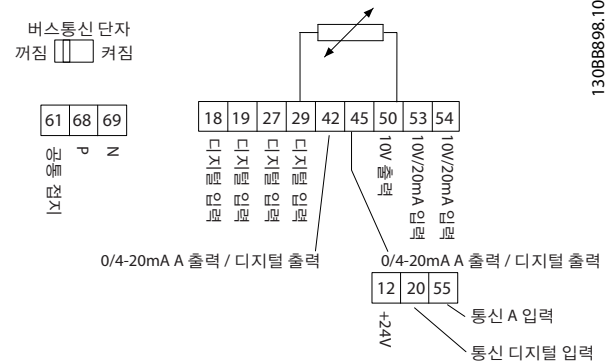 130BB898.10
버스통신 단자
꺼짐 켜짐
61 68 69
공통 접지
P
N
18 19 27 29 42 45 50 53 54
디지털 입력
디지털 입력
디지털 입력
디지털 입력
10V 출력
10V/20mA 입력
10V/20mA 입력
0/4-20mA A 출력 / 디지털 출력
0/4-20mA A 출력 / 디지털 출력
12 20 55
+24V
통신 A 입력
통신 디지털 입력